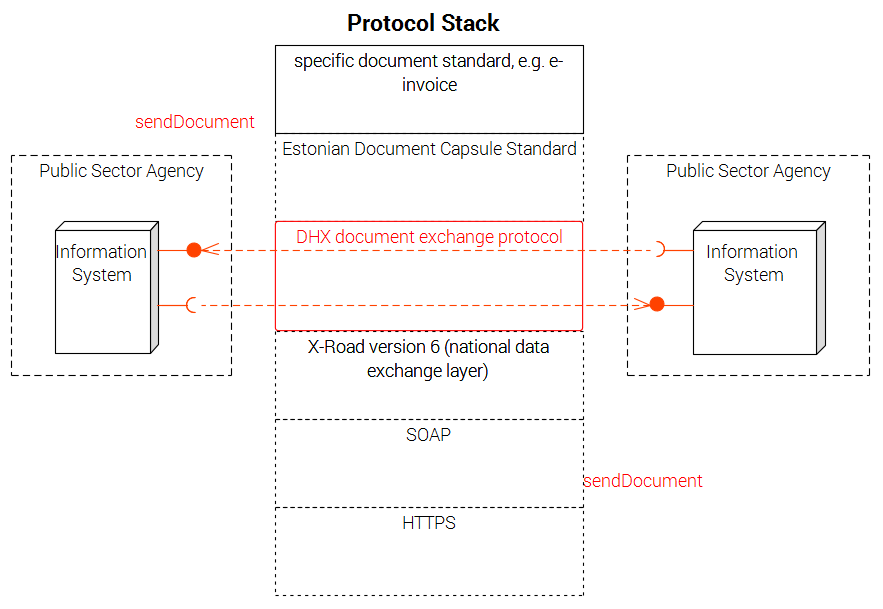 Protocol Stack
specific document standard, e.g. e-
invoice
sendDocument
Estonian Document Capsule Standard
Public Sector Agency
Public Sector Agency
DHX document exchange protocol
Information
System
Information
System
X-Road version 6 (national data
exchange layer)
SOAP
sendDocument
HTTPS